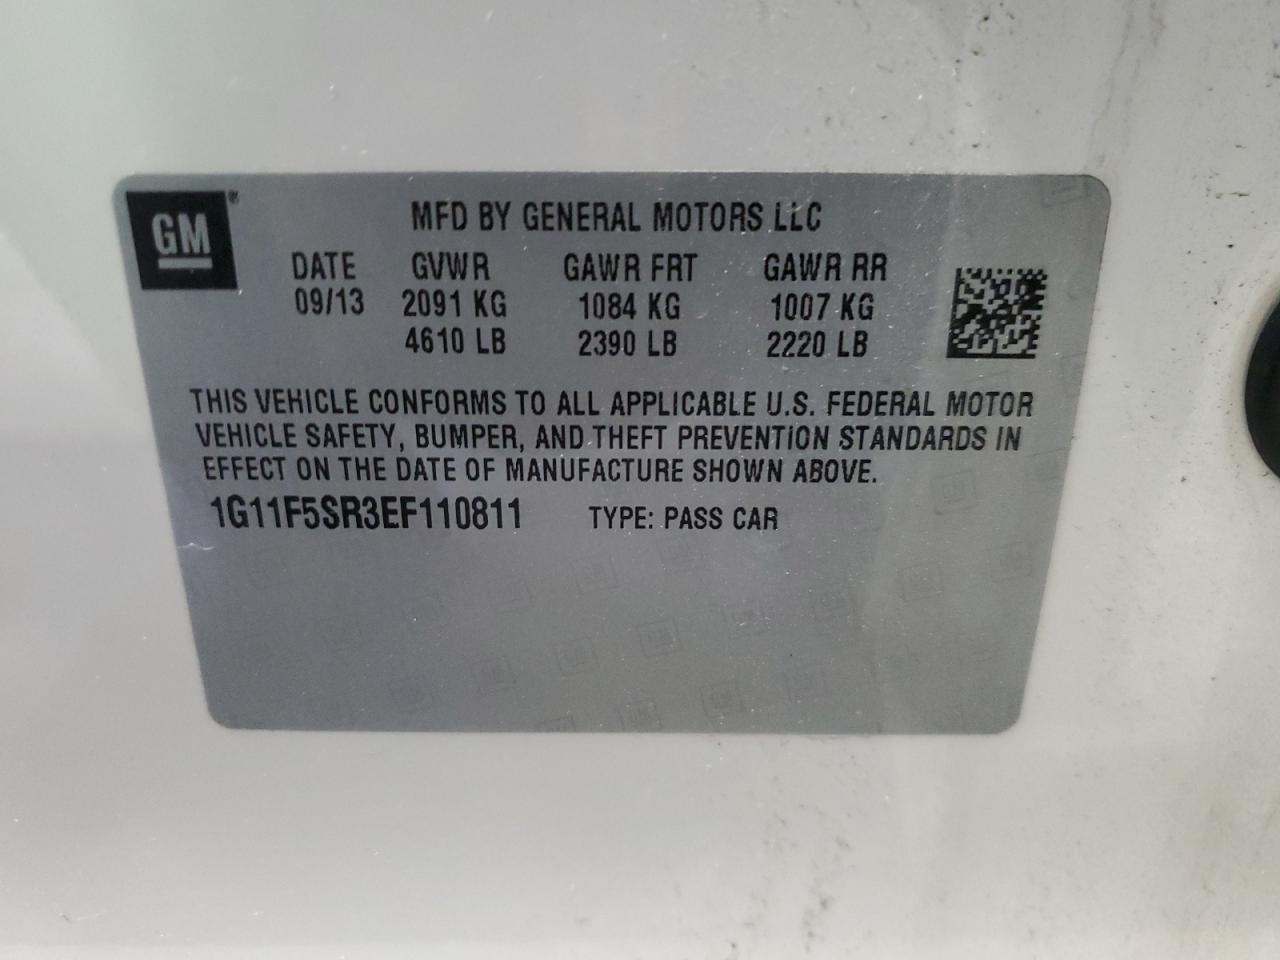 GM ®
MFD BY GENERAL MOTORS LLC
DATE GVWR GAWR FRT GAWR RR
09/13 2091 KG 1084 KG 1007 KG
4610 LB 2390 LB 2220 LB
THIS VEHICLE CONFORMS TO ALL APPLICABLE U.S. FEDERAL MOTOR
VEHICLE SAFETY, BUMPER, AND THEFT PREVENTION STANDARDS IN
EFFECT ON THE DATE OF MANUFACTURE SHOWN ABOVE.
1G11F5SR3EF110811 TYPE: PASS CAR